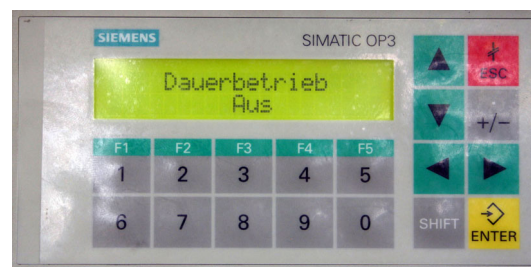 SIEMENS
SIMATIC OP3
Dauerbetrieb
Aus
ESC
+/-
F1 F2 F3 F4 F5
1 2 3 4 5
6 7 8 9 0
SHIFT
ENTER